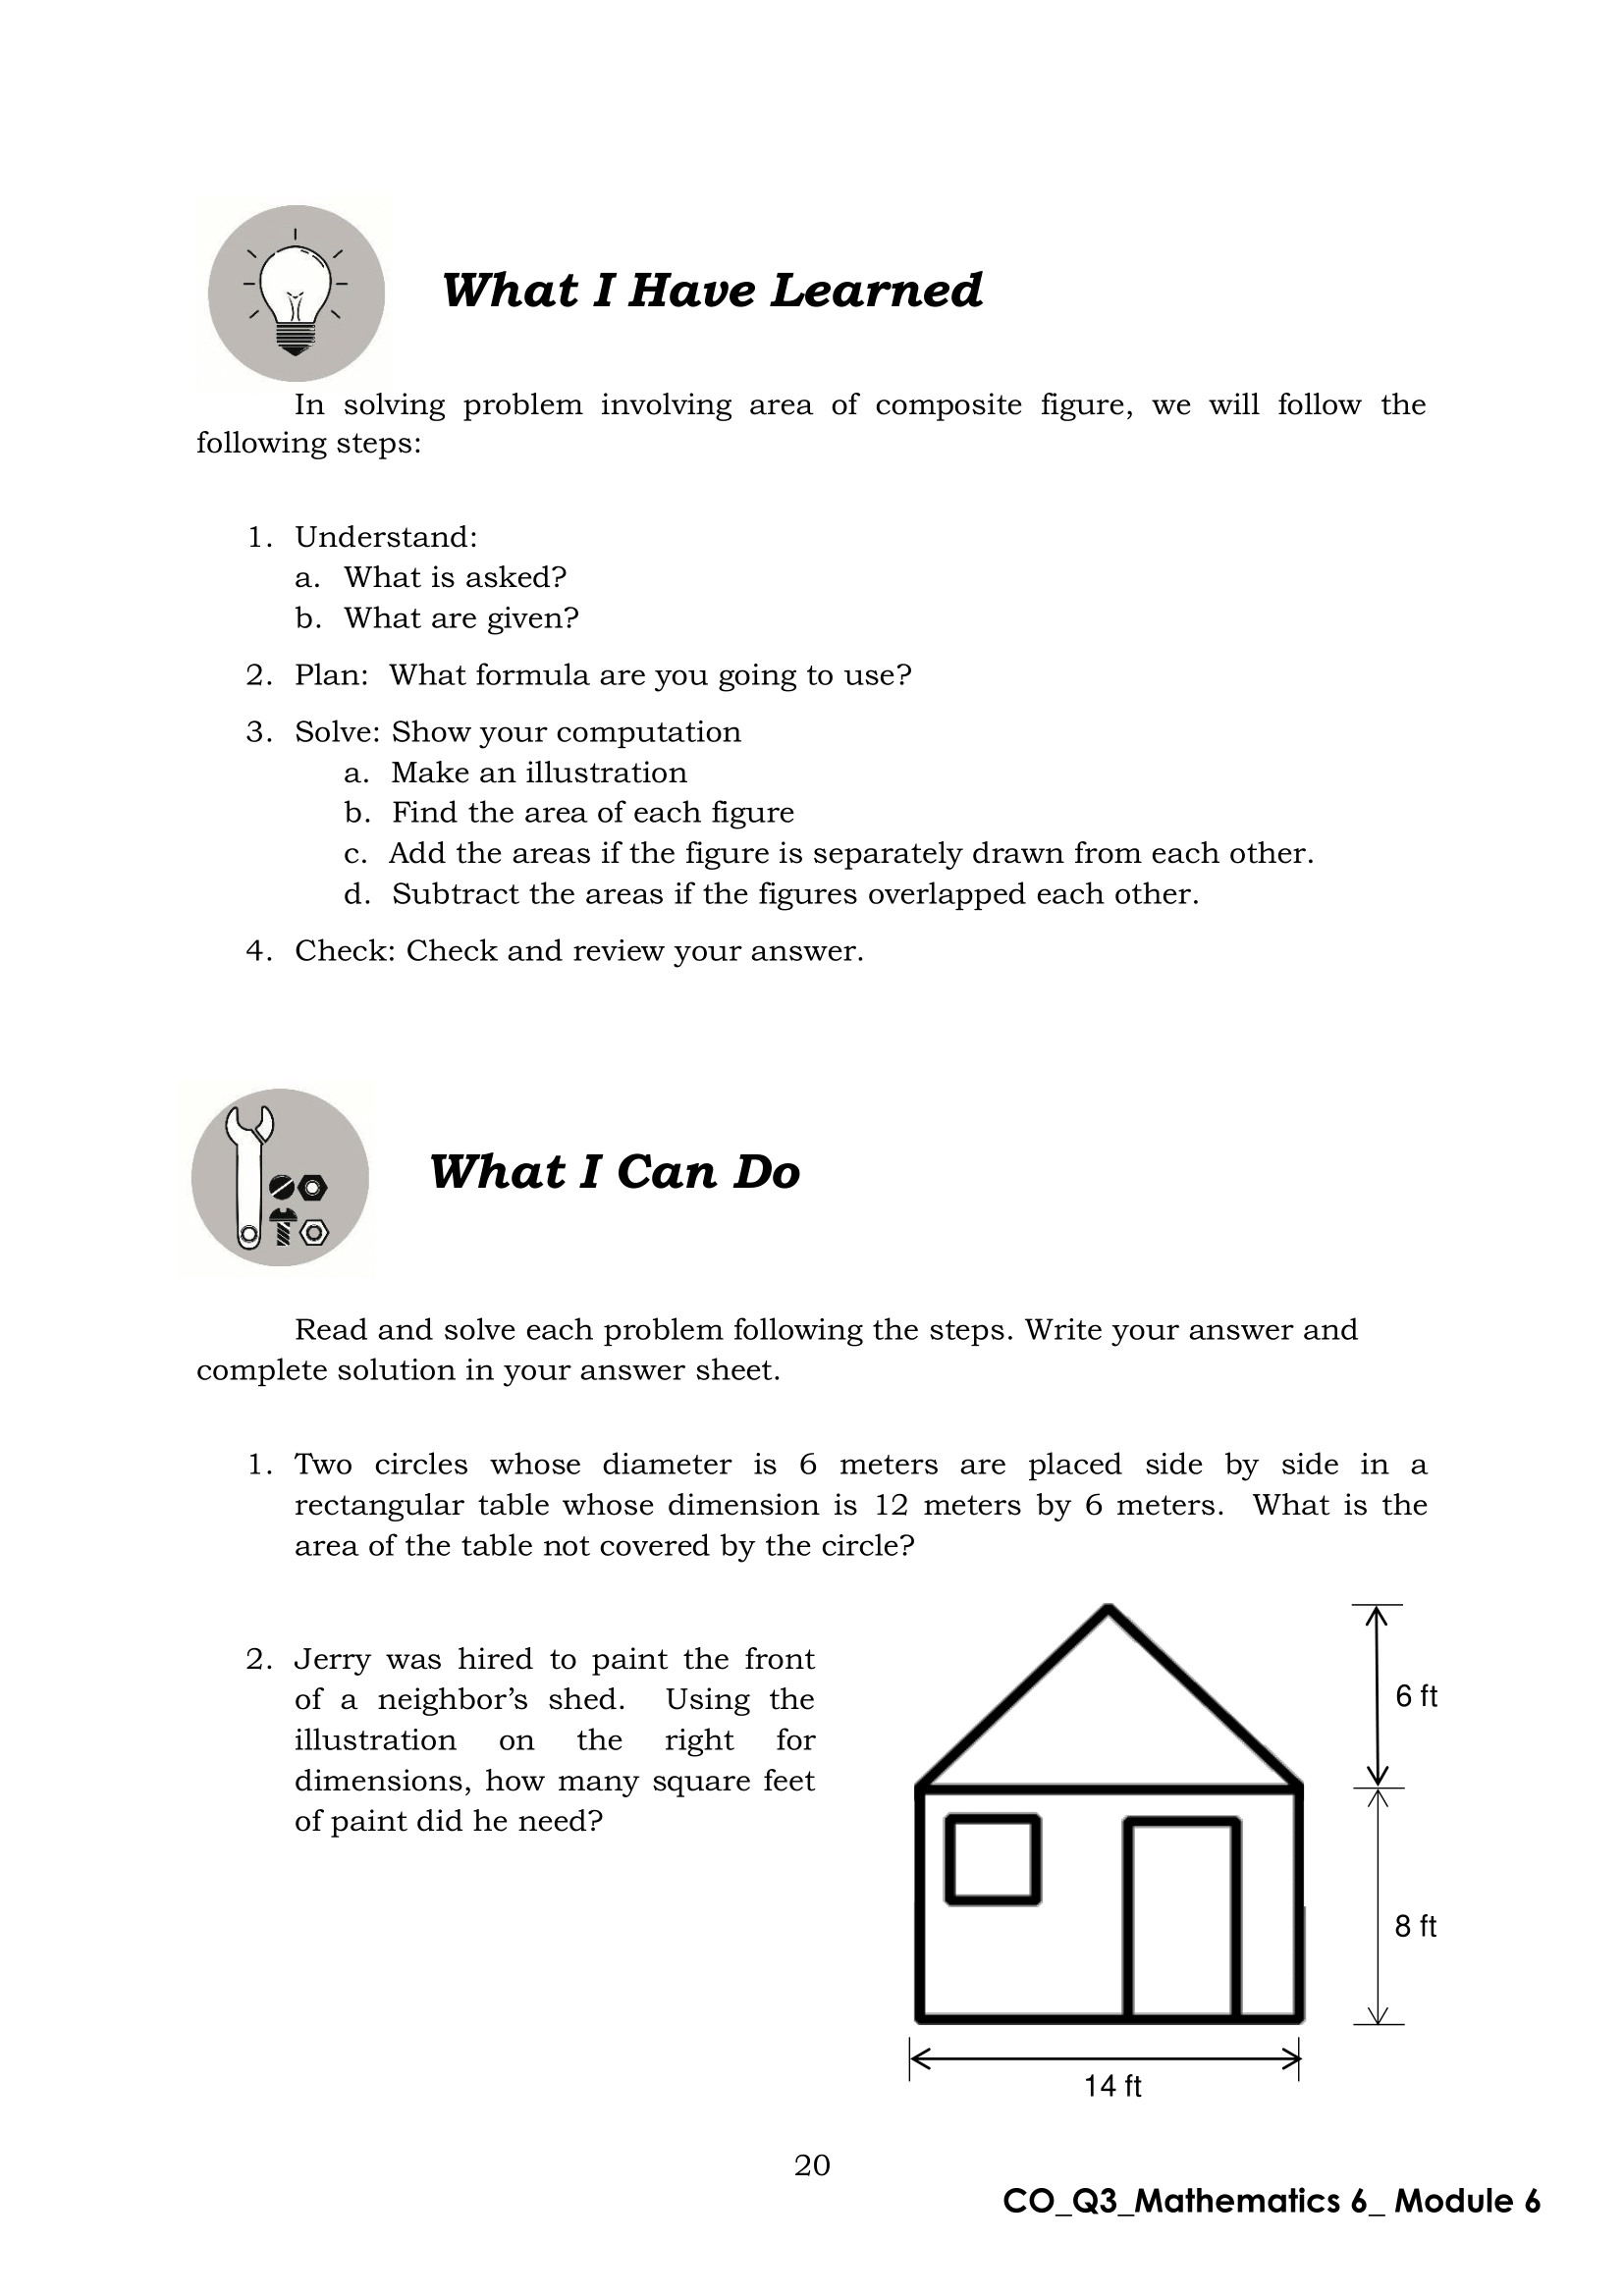 What I Have Learned
In solving problem involving area of composite figure, we will follow the
following steps:
1. Understand:
a. What is asked?
b. What are given?
2. Plan: What formula are you going to use?
3. Solve: Show your computation
a. Make an illustration
b. Find the area of each figure
c. Add the areas if the figure is separately drawn from each other.
d. Subtract the areas if the figures overlapped each other.
4. Check: Check and review your answer.
What I Can Do
Read and solve each problem following the steps. Write your answer and
complete solution in your answer sheet.
1. Two circles whose diameter is 6 meters are placed side by side in a
rectangular table whose dimension is 12 meters by 6 meters. What is the
area of the table not covered by the circle?
2. Jerry was hired to paint the front
of a neighbor’s shed. Using the
illustration on the right for
dimensions, how many square feet
of paint did he need?
6 ft
8 ft
14 ft
20
CO_Q3_Mathematics 6_ Module 6